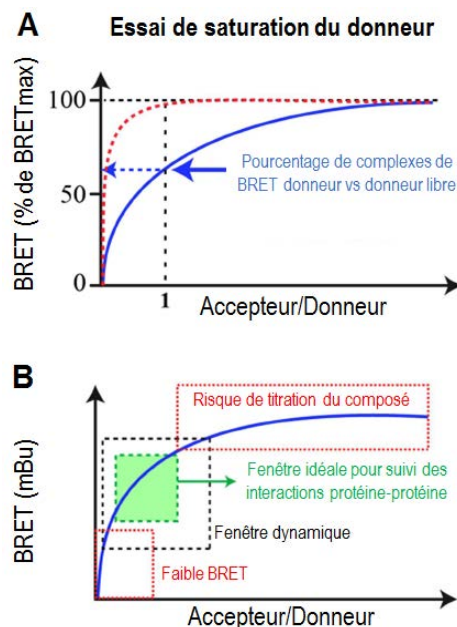 A
Essai de saturation du donneur
BRET (% de BRETmax)
100
50
0
Pourcentage de complexes de
BRET donneur vs donneur libre
1
Accepteur/Donneur
B
BRET (mBu)
Risque de titration du composé
Fenêtre idéale pour suivi des
interactions protéine-protéine
Fenêtre dynamique
Faible BRET
Accepteur/Donneur